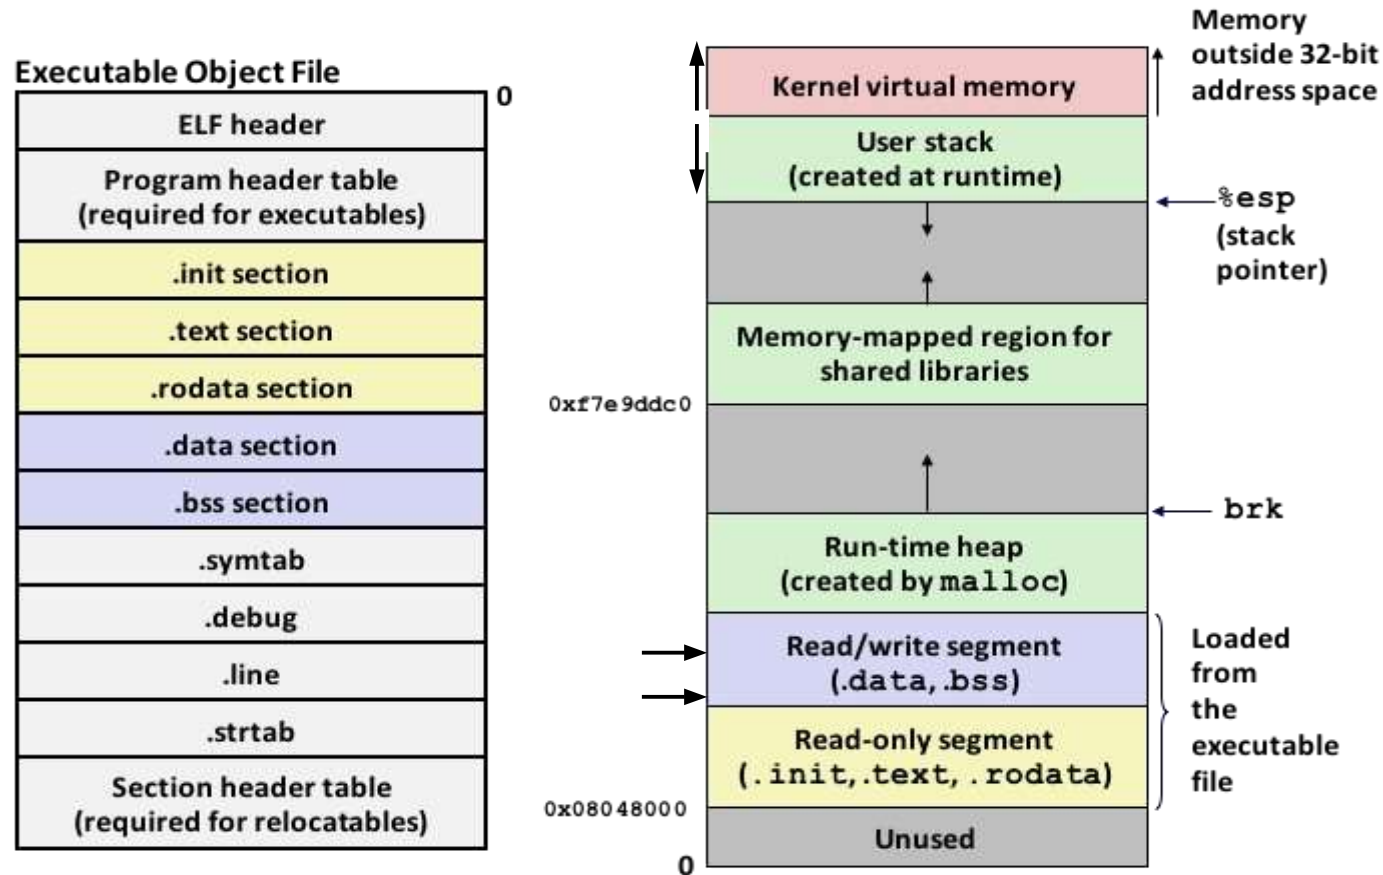 Executable Object File
0
ELF header
Program header table
(required for executables)
.init section
.text section
.rodata section
.data section
.bss section
.symtab
.debug
.line
.strtab
Section header table
(required for relocatables)
Kernel virtual memory
User stack
(created at runtime)
Memory-mapped region for
shared libraries
Run-time heap
(created by malloc)
Read/write segment
(.data, .bss)
Read-only segment
(.init, .text, .rodata)
Unused
0xf7e9ddc0
0x08048000
0
Memory
outside 32-bit
address space
%esp
(stack
pointer)
brk
Loaded
from
the
executable
file